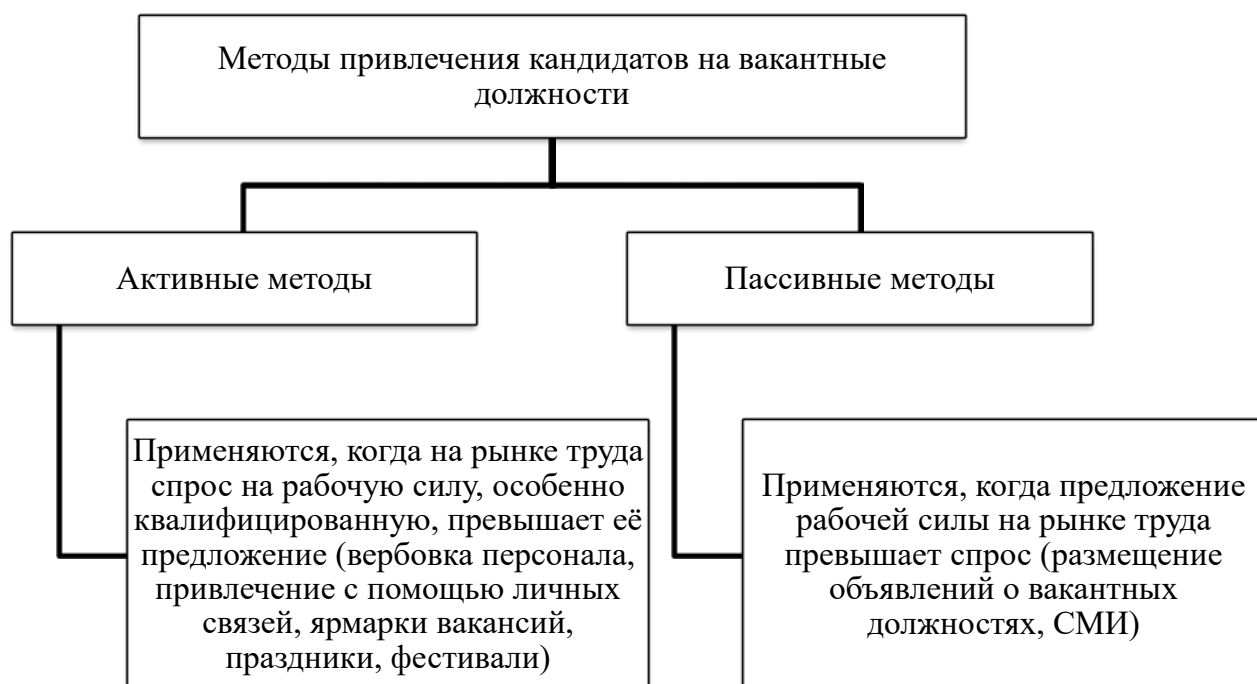 Методы привлечения кандидатов на вакантные
должности
Активные методы
Пассивные методы
Применяются, когда на рынке труда
спрос на рабочую силу, особенно
квалифицированную, превышает её
предложение (вербовка персонала,
привлечение с помощью личных
связей, ярмарки вакансий,
праздники, фестивали)
Применяются, когда предложение
рабочей силы на рынке труда
превышает спрос (размещение
объявлений о вакантных
должностях, СМИ)